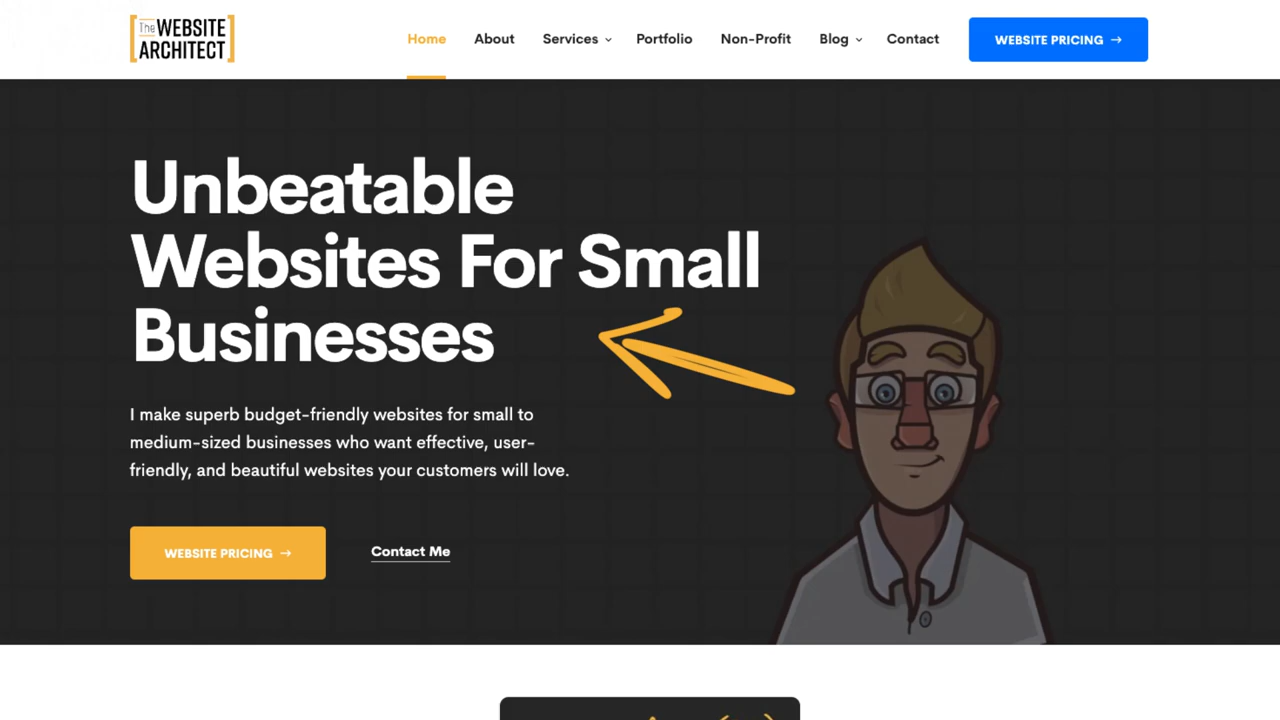 The WEBSITE
ARCHITECT
Home About Services Portfolio Non-Profit Blog Contact WEBSITE PRICING →
Unbeatable
Websites For Small
Businesses
I make superb budget-friendly websites for small to
medium-sized businesses who want effective, user-
friendly, and beautiful websites your customers will love.
WEBSITE PRICING → Contact Me